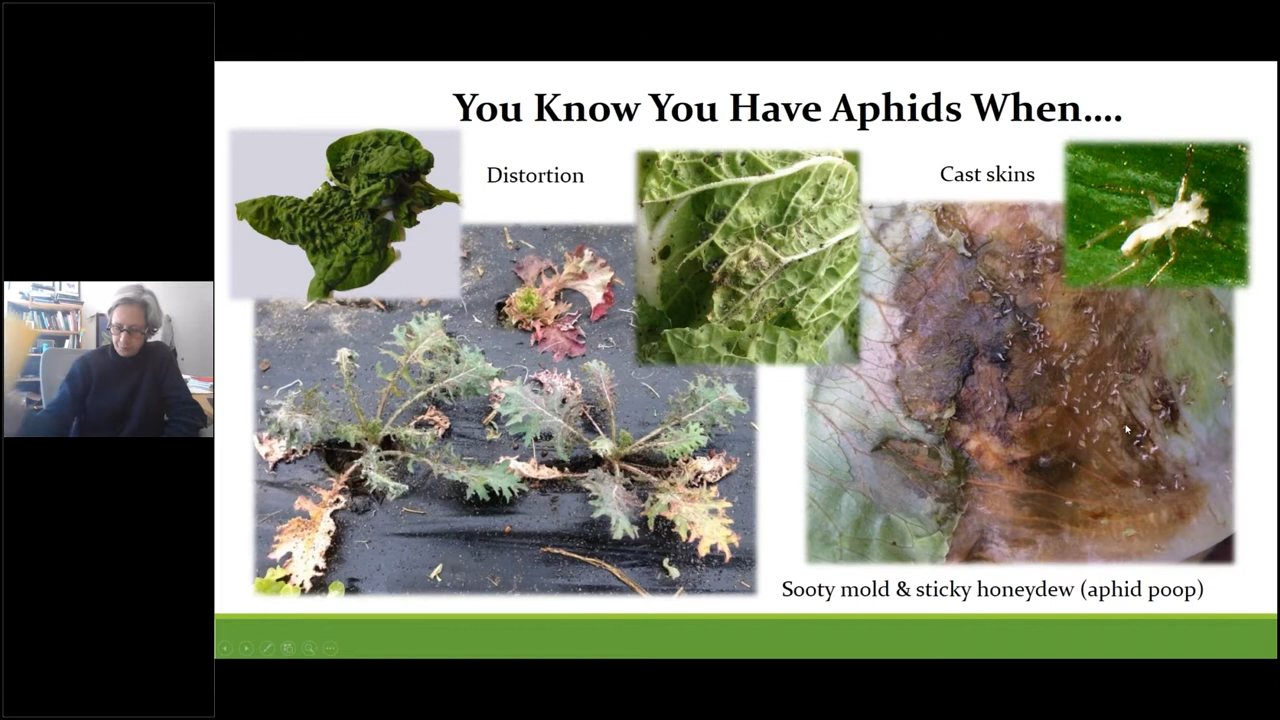 You Know You Have Aphids When....
Distortion
Cast skins
Sooty mold & sticky honeydew (aphid poop)